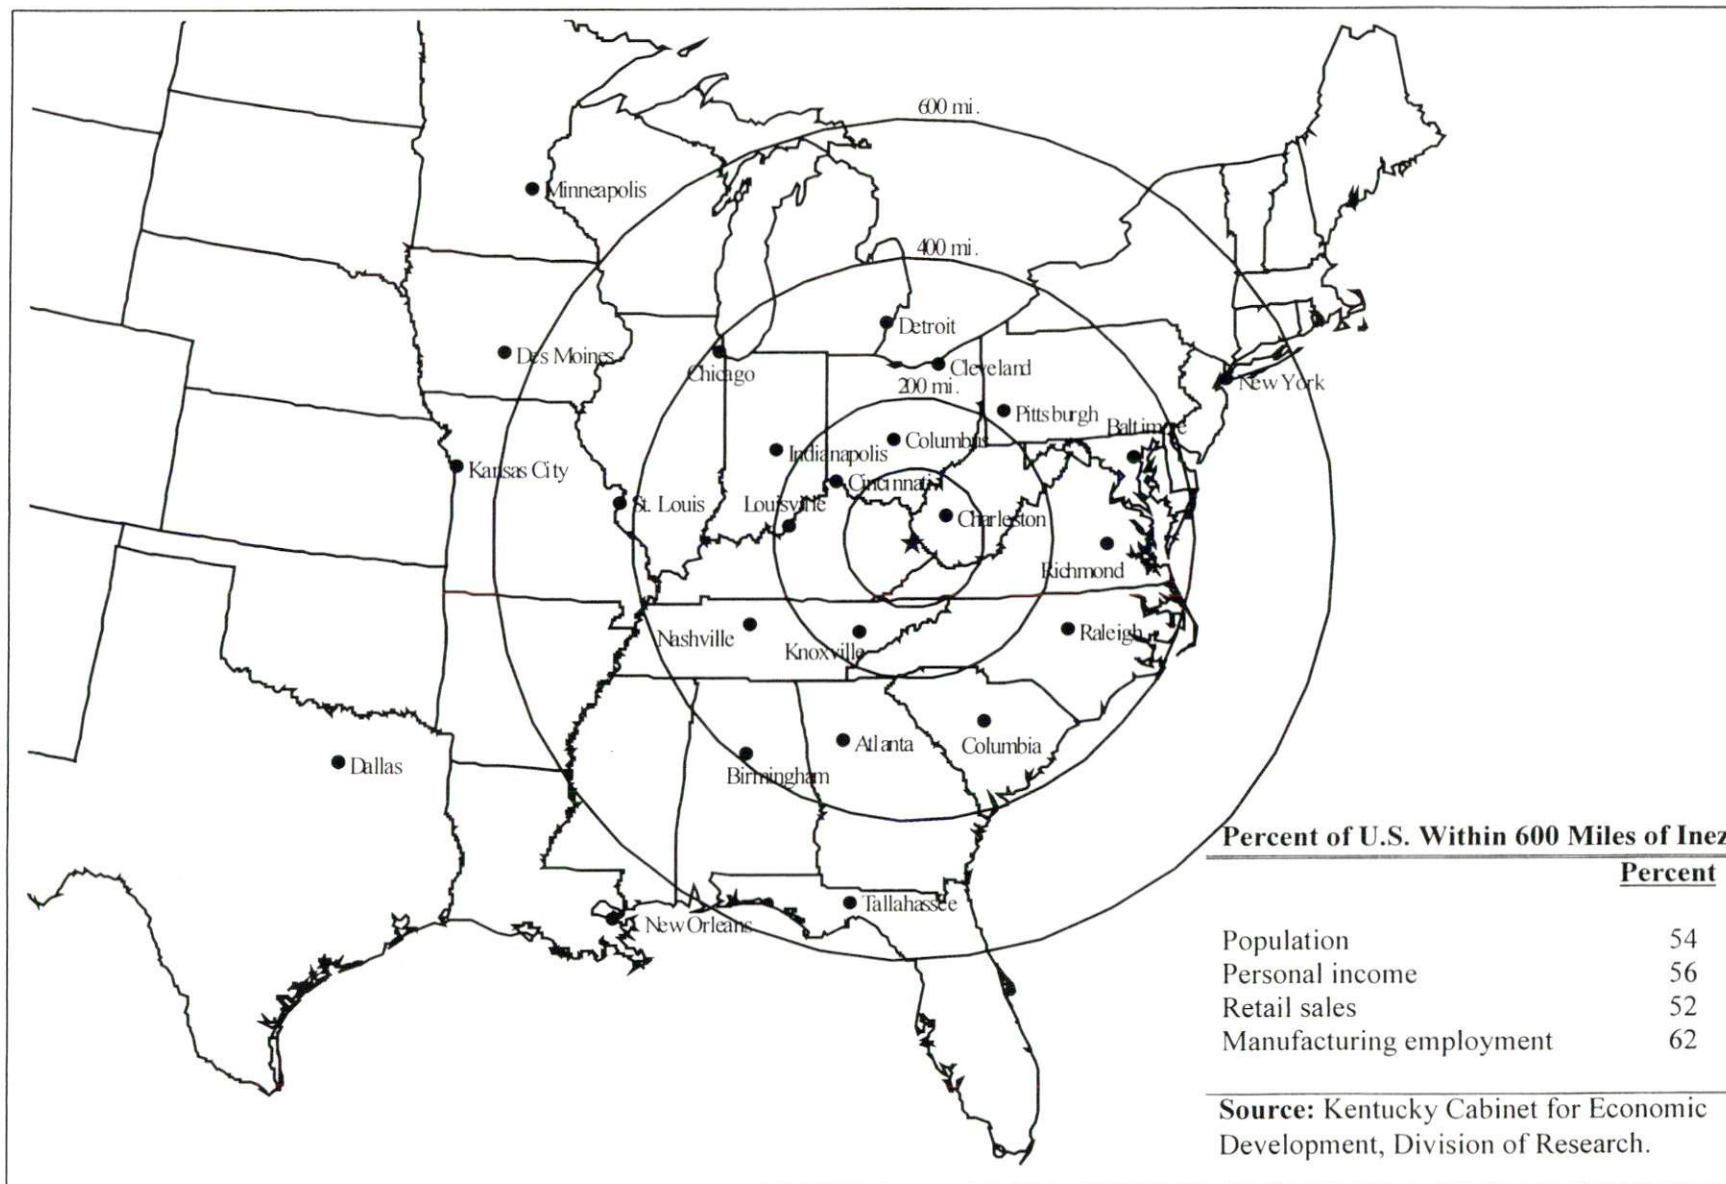 600 mi.
Minneapolis
400 mi.
Detroit
Des Moines
Chicago
Cleveland
200 mi.
New York
Pittsburgh
Baltimore
Columbus
Indianapolis
Kansas City
Cincinnati
St. Louis
Louisville
Charleston
Richmond
Nashville
Knoxville
Raleigh
Atlanta
Columbia
Dallas
Birmingham
Tallahassee
New Orleans
Percent of U.S. Within 600 Miles of Inez
Percent
Population 54
Personal income 56
Retail sales 52
Manufacturing employment 62
Source: Kentucky Cabinet for Economic
Development, Division of Research.